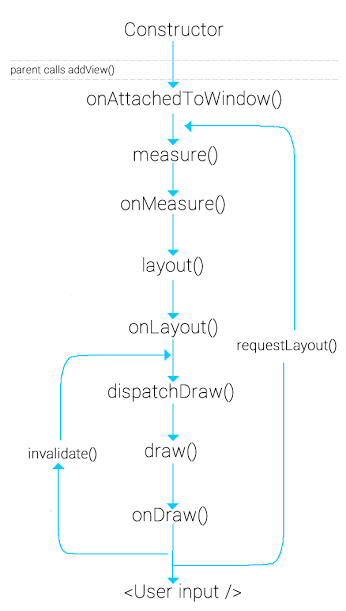 Constructor
parent calls addView()
onAttachedToWindow()
measure()
onMeasure()
layout()
onLayout()
requestLayout()
dispatchDraw()
invalidate()
draw()
onDraw()
<User input />